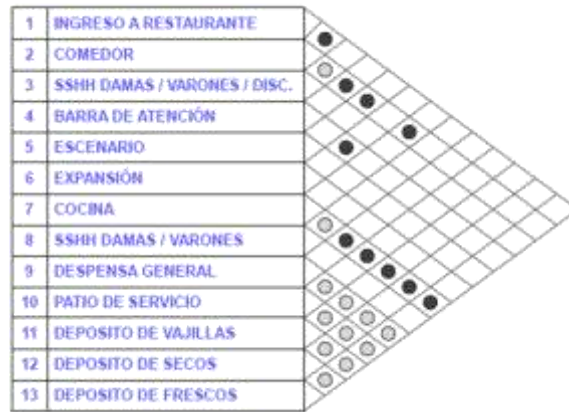 1 INGRESO A RESTAURANTE
2 COMEDOR
3 SSHH DAMAS / VARONES / DISC.
4 BARRA DE ATENCIÓN
5 ESCENARIO
6 EXPANSIÓN
7 COCINA
8 SSHH DAMAS / VARONES
9 DESPENSA GENERAL
10 PATIO DE SERVICIO
11 DEPOSITO DE VAJILLAS
12 DEPOSITO DE SECOS
13 DEPOSITO DE FRESCOS